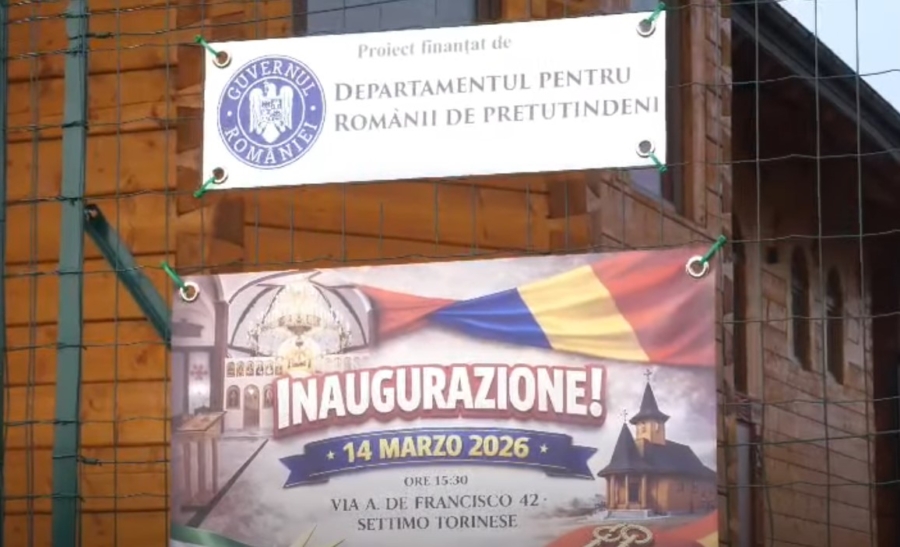 Proiect finanțat de
GUVERNUL ROMÂNIEI
DEPARTAMENTUL PENTRU
ROMÂNII DE PRETUTINDENI
INAUGURAZIONE!
14 MARZO 2026
ORE 15:30
VIA A. DE FRANCISCO 42 -
SETTIMO TORINESE